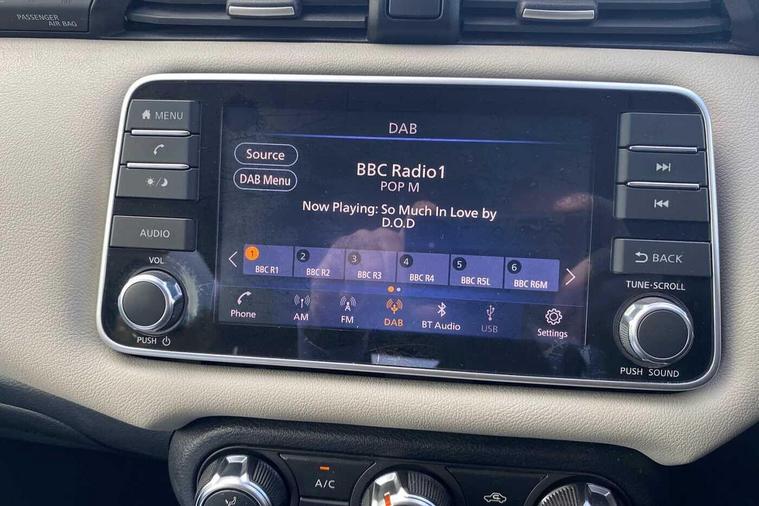 PASSENGER
AIR BAG
MENU
AUDIO
VOL
PUSH
DAB
Source
DAB Menu
BBC Radio1
POP M
Now Playing: So Much In Love by
D.O.D
1
BBC R1
2
BBC R2
3
BBC R3
4
BBC R4
5
BBC R5L
6
BBC R6M
Phone
AM
FM
DAB
BT Audio
USB
Settings
BACK
TUNE·SCROLL
PUSH SOUND
A/C